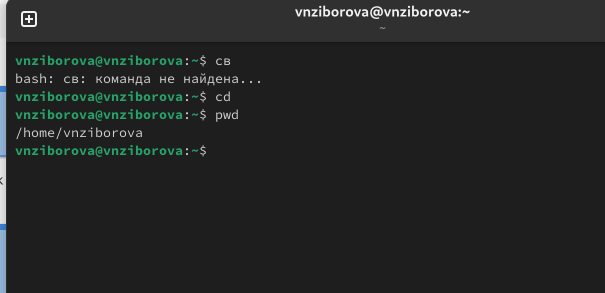 vnziborova@vnziborova:~
~
vnziborova@vnziborova:~$ св
bash: св: команда не найдена...
vnziborova@vnziborova:~$ cd
vnziborova@vnziborova:~$ pwd
/home/vnziborova
vnziborova@vnziborova:~$